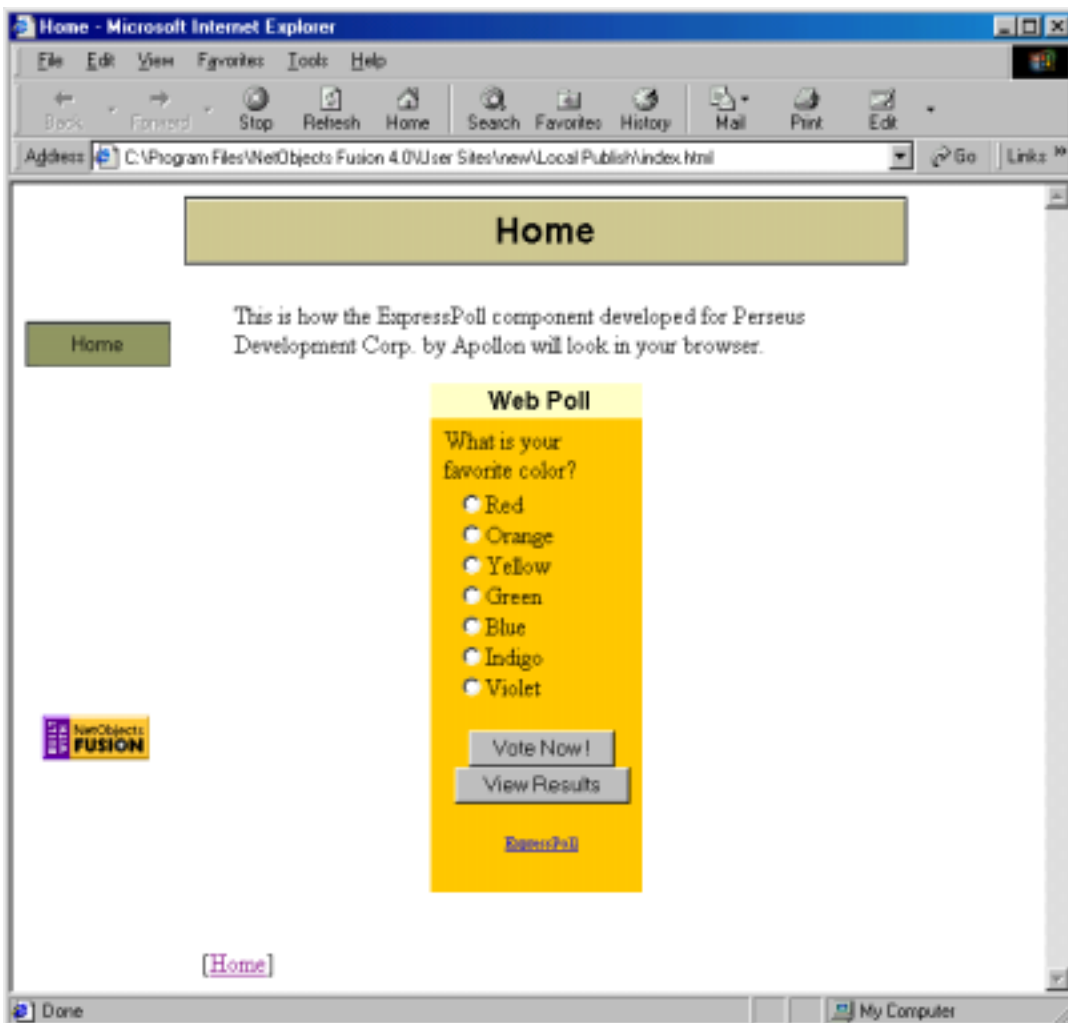 Home - Microsoft Internet Explorer
File Edit View Favorites Tools Help
Back Forward Stop Refresh Home Search Favorites History Mail Print Edit
Address C:\Program Files\NetObjects Fusion 4.0\User Sites\new\Local Publish\index.html Go Links »
Home
Home
This is how the ExpressPoll component developed for Perseus
Development Corp. by Apollon will look in your browser.
Web Poll
What is your
favorite color?
Red
Orange
Yellow
Green
Blue
Indigo
Violet
BUILT WITH NetObjects FUSION
Vote Now!
View Results
ExpressPoll
[Home]
Done My Computer